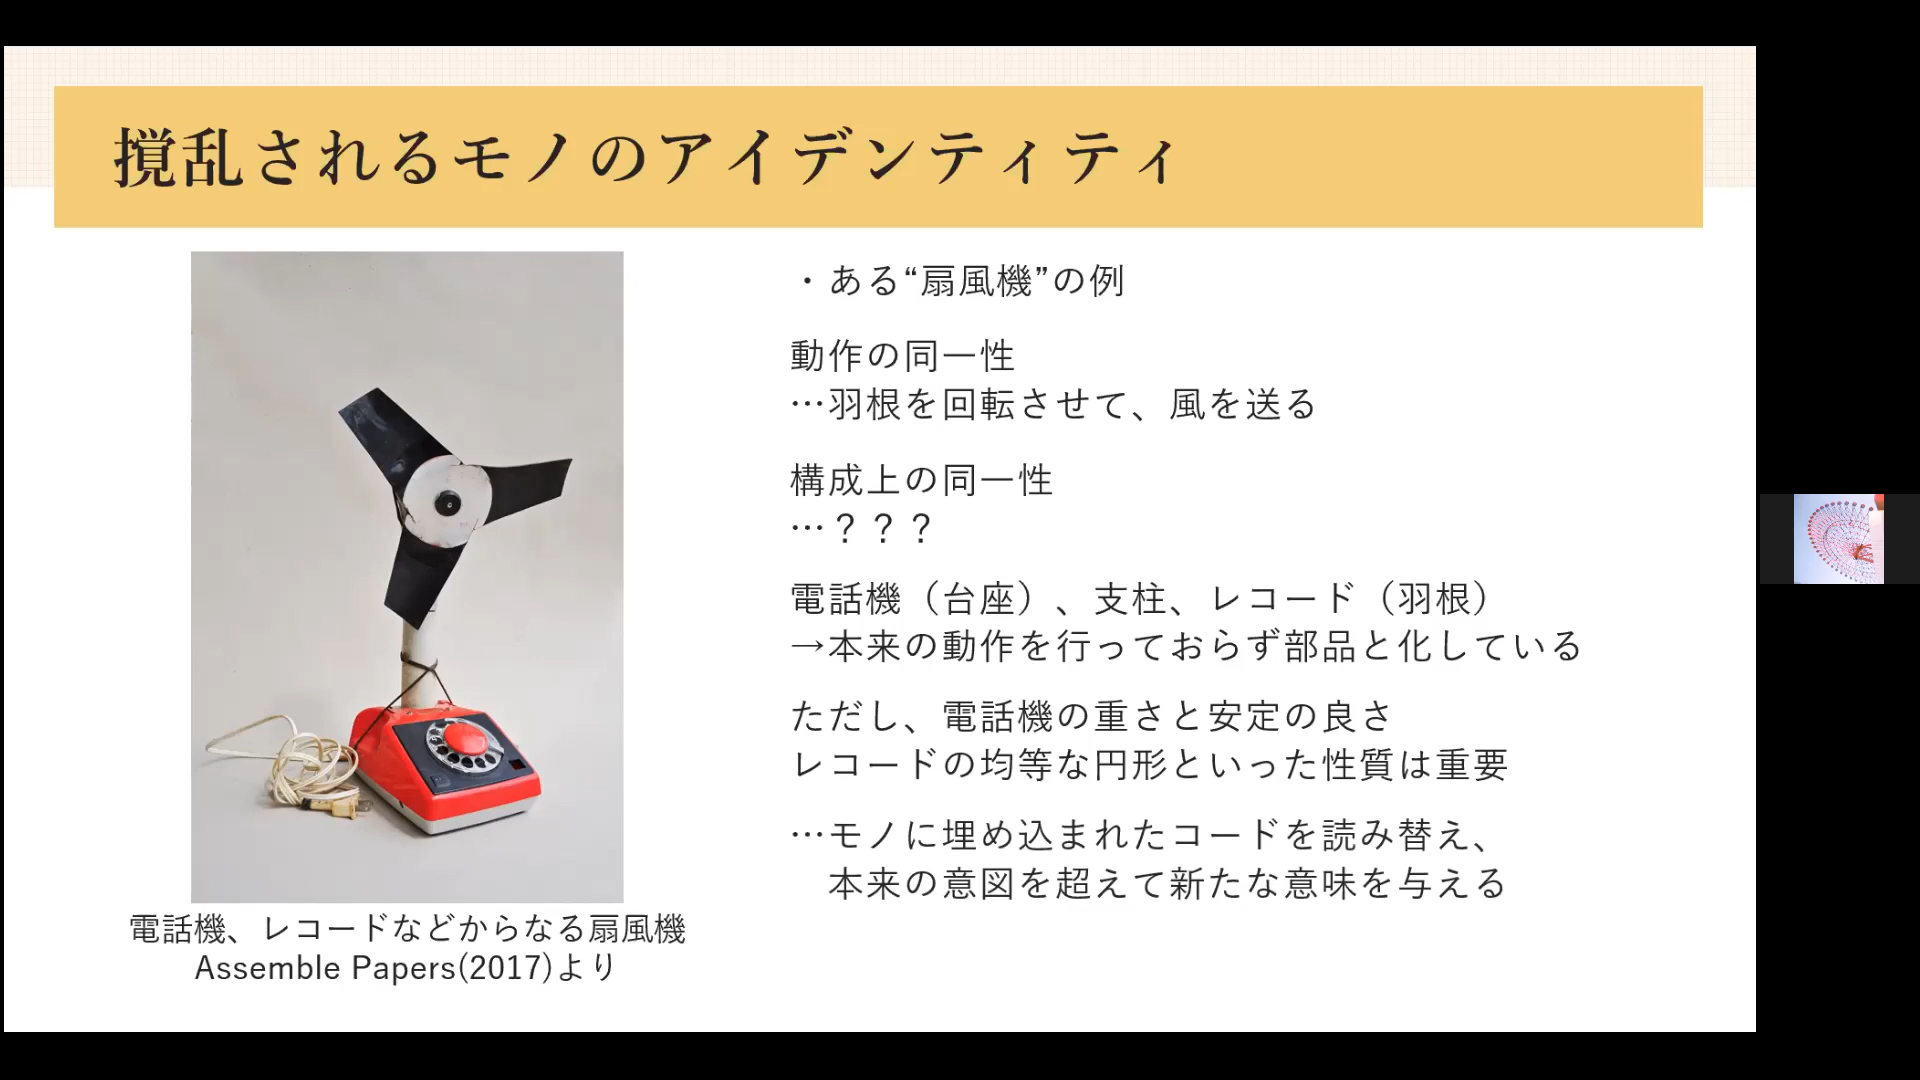 撹乱されるモノのアイデンティティ
・ある“扇風機”の例
動作の同一性
…羽根を回転させて、風を送る
構成上の同一性
…？？？
電話機（台座）、支柱、レコード（羽根）
→本来の動作を行っておらず部品と化している
ただし、電話機の重さと安定の良さ
レコードの均等な円形といった性質は重要
…モノに埋め込まれたコードを読み替え、
本来の意図を超えて新たな意味を与える
電話機、レコードなどからなる扇風機
Assemble Papers(2017)より